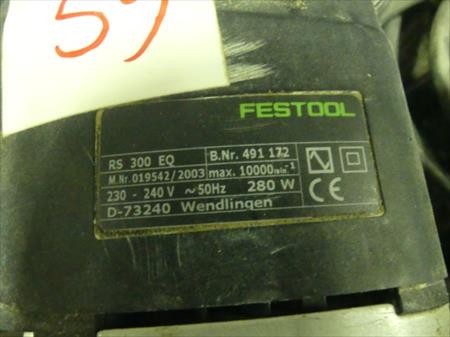 59
FESTOOL
RS 300 EQ B.Nr. 491 172
M.Nr. 019542/2003 max. 10000min-1
230 - 240 V ~50Hz 280 W
D-73240 Wendlingen CE